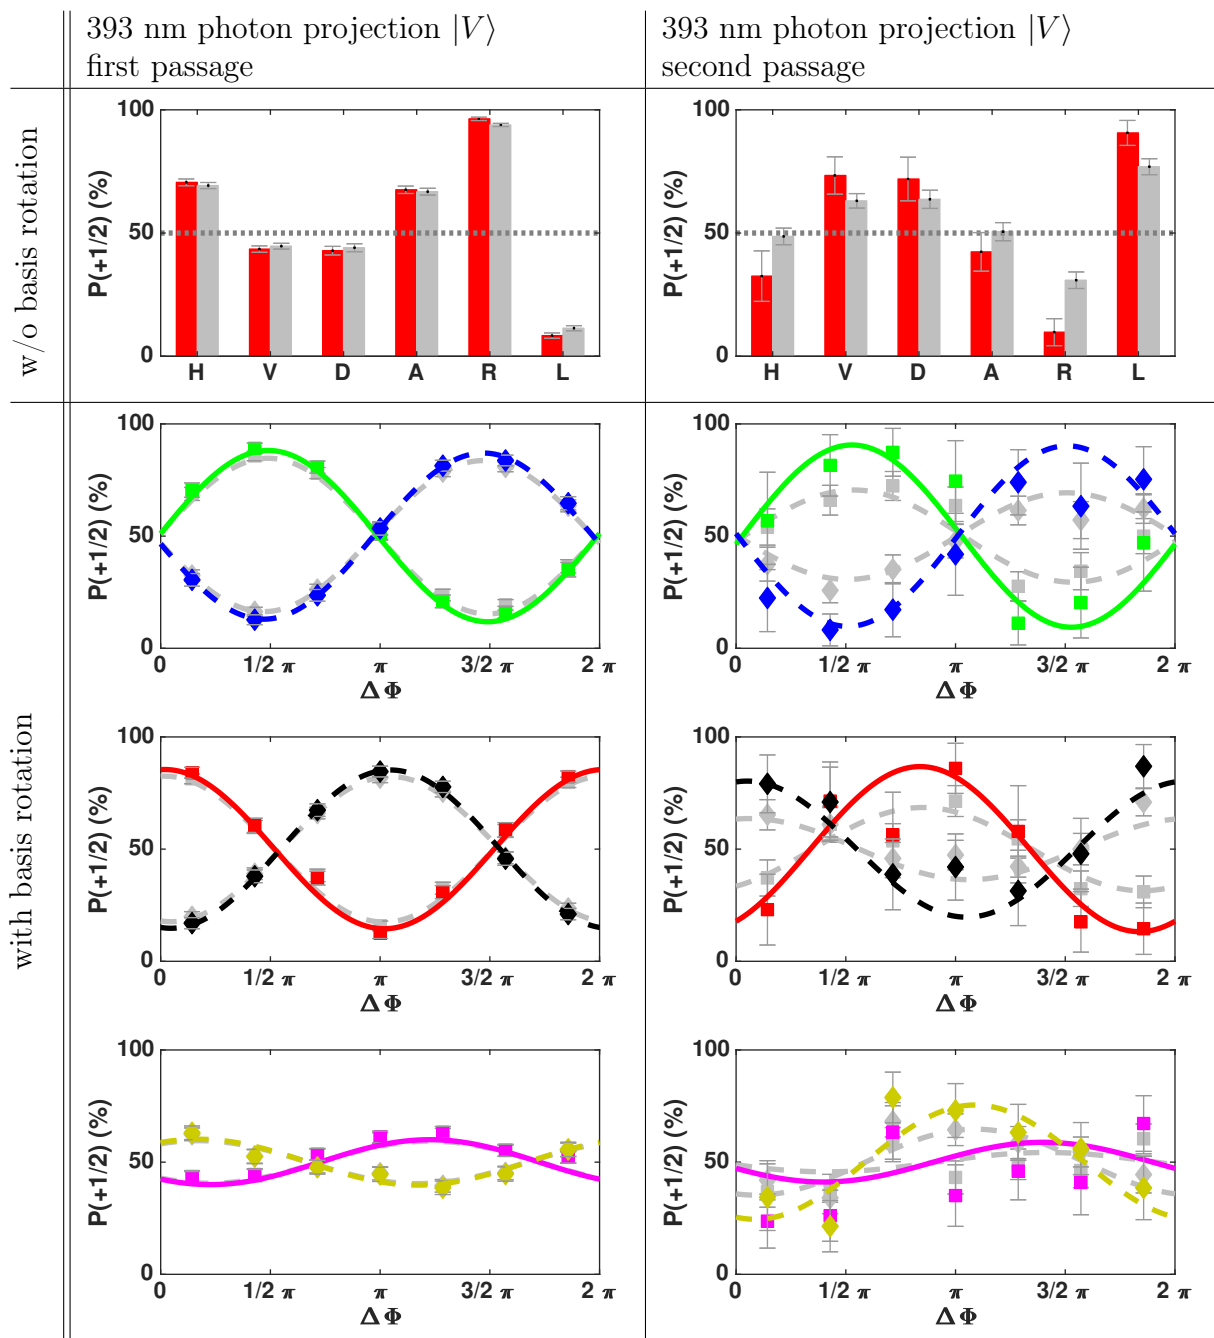 393 nm photon projection |V⟩
first passage
393 nm photon projection |V⟩
second passage
w/o basis rotation
100
50
0
P(+1/2) (%)
H V D A R L
100
50
0
P(+1/2) (%)
H V D A R L
with basis rotation
100
50
0
P(+1/2) (%)
0 1/2 π π 3/2 π 2 π
ΔΦ
100
50
0
P(+1/2) (%)
0 1/2 π π 3/2 π 2 π
ΔΦ
100
50
0
P(+1/2) (%)
0 1/2 π π 3/2 π 2 π
ΔΦ
100
50
0
P(+1/2) (%)
0 1/2 π π 3/2 π 2 π
ΔΦ
100
50
0
P(+1/2) (%)
0 1/2 π π 3/2 π 2 π
ΔΦ
100
50
0
P(+1/2) (%)
0 1/2 π π 3/2 π 2 π
ΔΦ